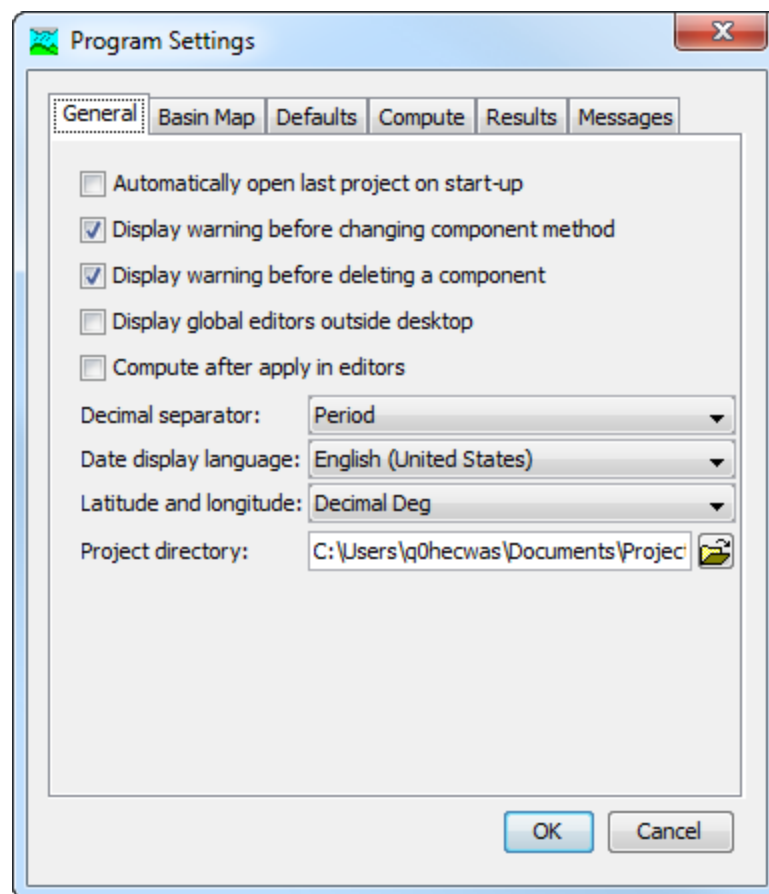 Program Settings
General Basin Map Defaults Compute Results Messages
Automatically open last project on start-up
Display warning before changing component method
Display warning before deleting a component
Display global editors outside desktop
Compute after apply in editors
Decimal separator: Period
Date display language: English (United States)
Latitude and longitude: Decimal Deg
Project directory: C:\Users\q0hecwas\Documents\Projec
OK Cancel